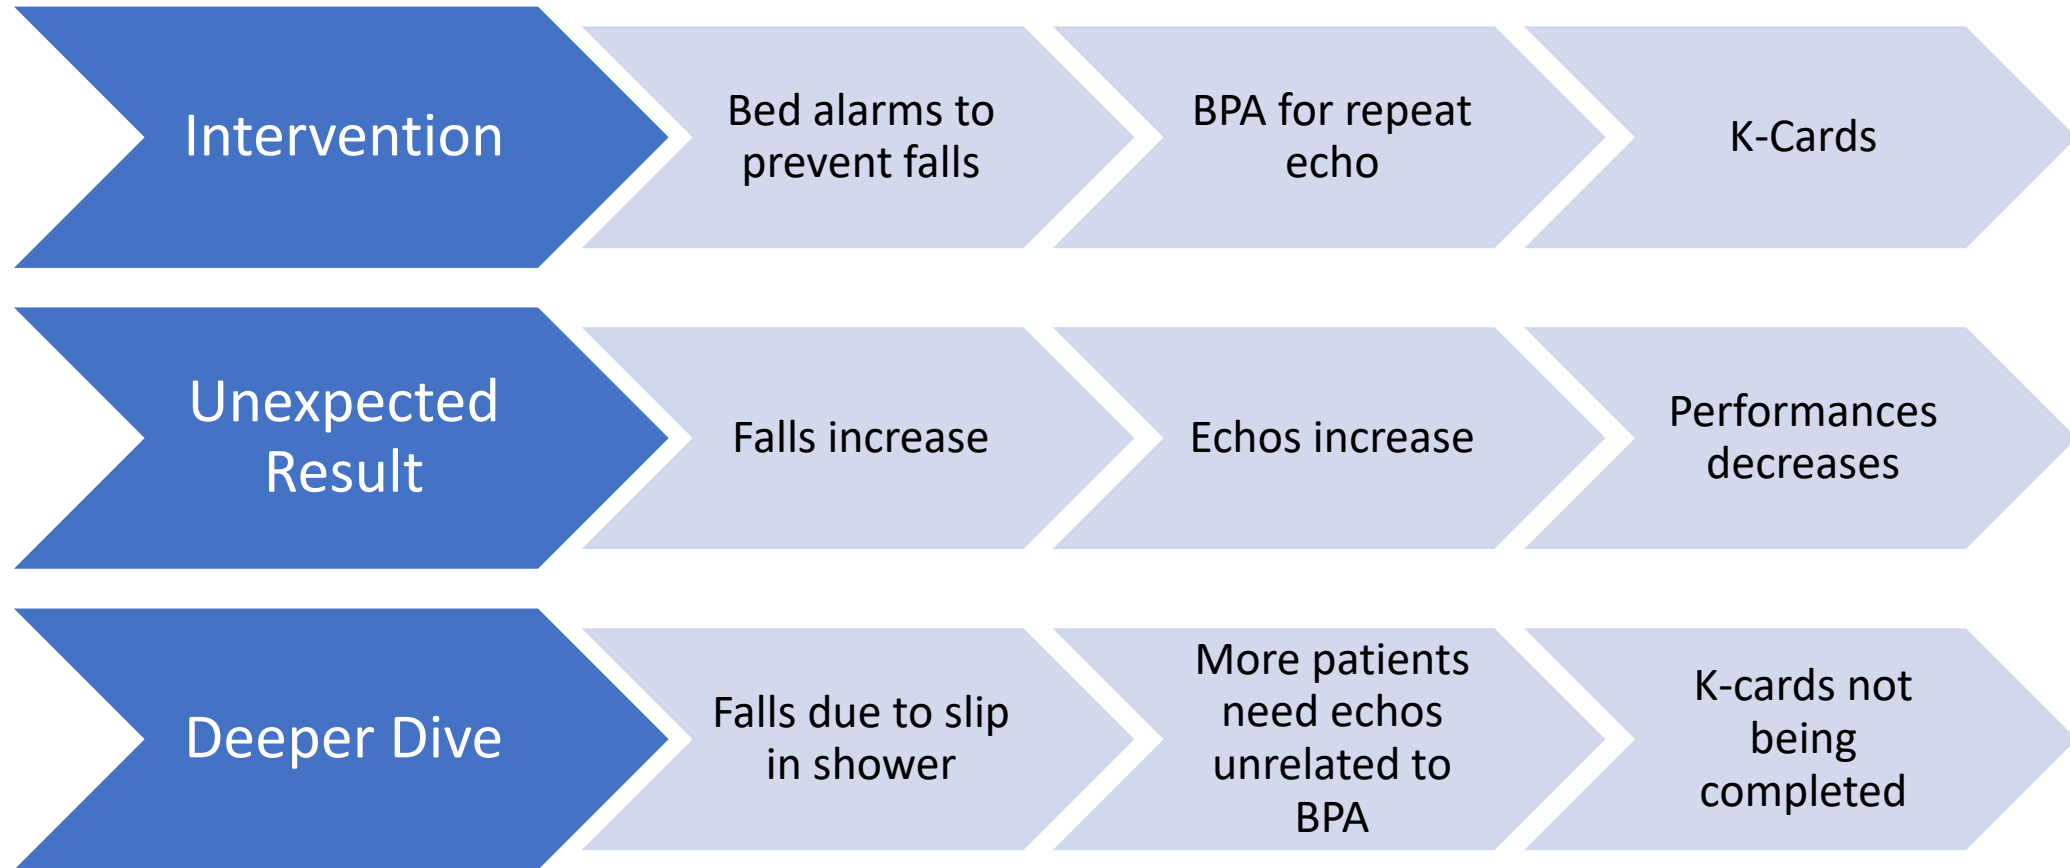 Intervention
Bed alarms to
prevent falls
BPA for repeat
echo
K-Cards
Unexpected
Result
Falls increase
Echos increase
Performances
decreases
Deeper Dive
Falls due to slip
in shower
More patients
need echos
unrelated to
BPA
K-cards not
being
completed